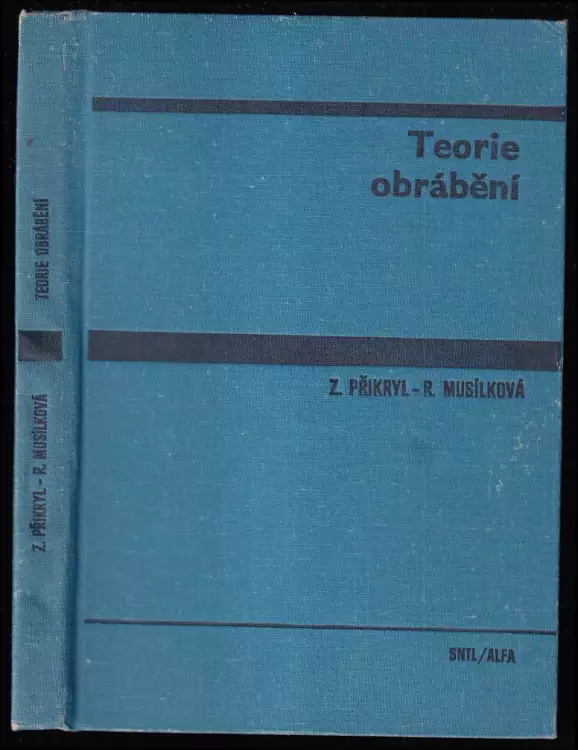 Teorie
obrábění
Z. PŘIKRYL - R. MUSÍLKOVÁ
SNTL/ALFA
Z. PŘIKRYL - R. MUSÍLKOVÁ
TEORIE OBRÁBĚNÍ